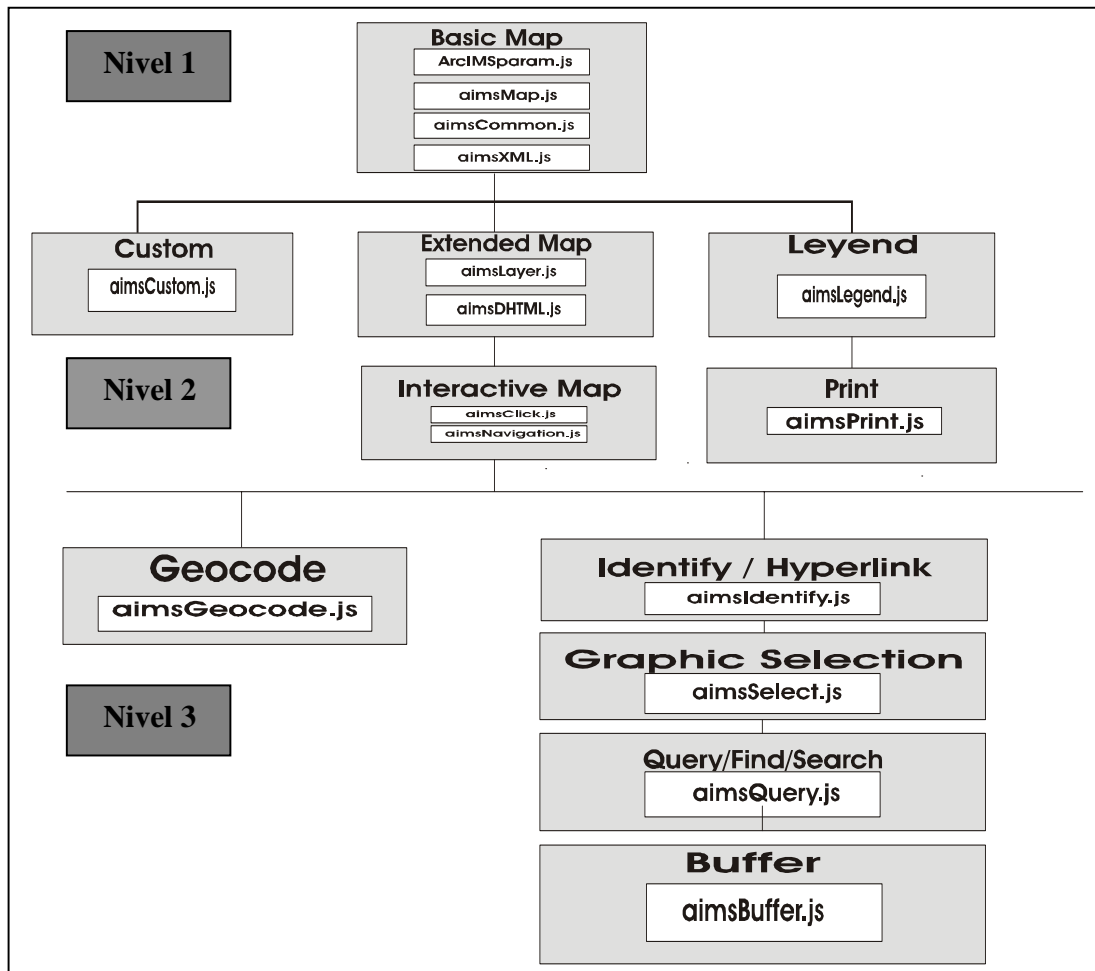 Nivel 1
Basic Map
ArcIMSparam.js
aimsMap.js
aimsCommon.js
aimsXML.js
Custom
aimsCustom.js
Extended Map
aimsLayer.js
aimsDHTML.js
Leyend
aimsLegend.js
Nivel 2
Interactive Map
aimsClick.js
aimsNavigation.js
Print
aimsPrint.js
Geocode
aimsGeocode.js
Identify / Hyperlink
aimsIdentify.js
Graphic Selection
aimsSelect.js
Nivel 3
Query/Find/Search
aimsQuery.js
Buffer
aimsBuffer.js